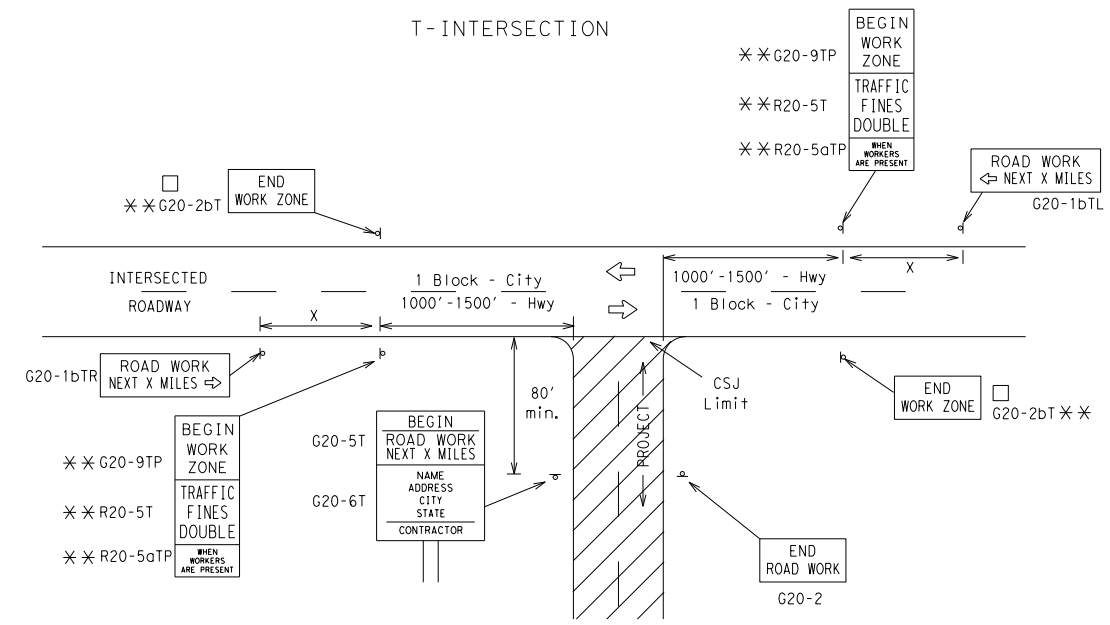 T-INTERSECTION
BEGIN
WORK
ZONE
TRAFFIC
FINES
DOUBLE
WHEN
WORKERS
ARE PRESENT
✳✳G20-9TP
✳✳R20-5T
✳✳R20-5aTP
ROAD WORK
⇦ NEXT X MILES
G20-1bTL
END
WORK ZONE
□
✳✳G20-2bT
INTERSECTED
ROADWAY
1 Block - City
1000'-1500' - Hwy
1000'-1500' - Hwy
1 Block - City
X
X
G20-1bTR
ROAD WORK
NEXT X MILES ⇨
80'
min.
CSJ
Limit
PROJECT
END
WORK ZONE
□
G20-2bT✳✳
BEGIN
WORK
ZONE
TRAFFIC
FINES
DOUBLE
WHEN
WORKERS
ARE PRESENT
✳✳G20-9TP
✳✳R20-5T
✳✳R20-5aTP
G20-5T
BEGIN
ROAD WORK
NEXT X MILES
G20-6T
NAME
ADDRESS
CITY
STATE
CONTRACTOR
END
ROAD WORK
G20-2